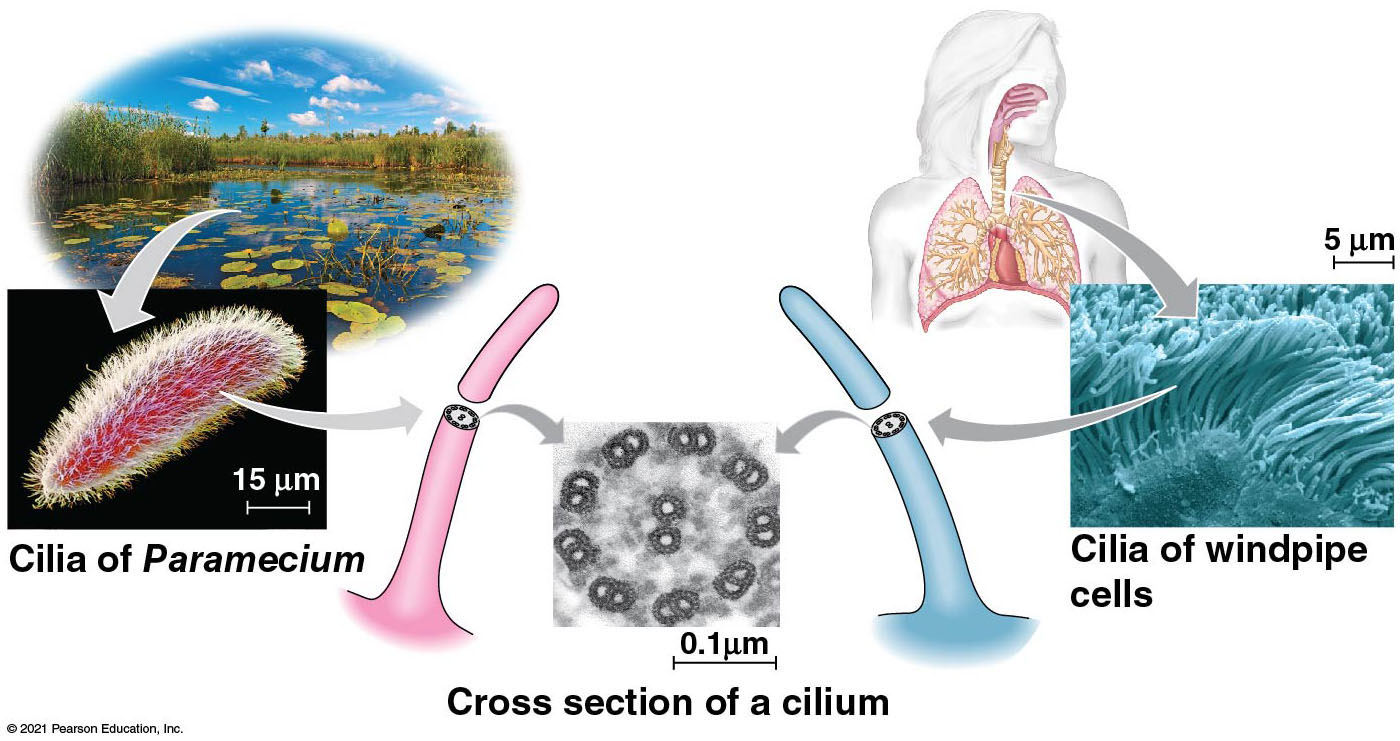 5 μm
15 μm
Cilia of Paramecium
Cilia of windpipe
cells
0.1μm
Cross section of a cilium
© 2021 Pearson Education, Inc.